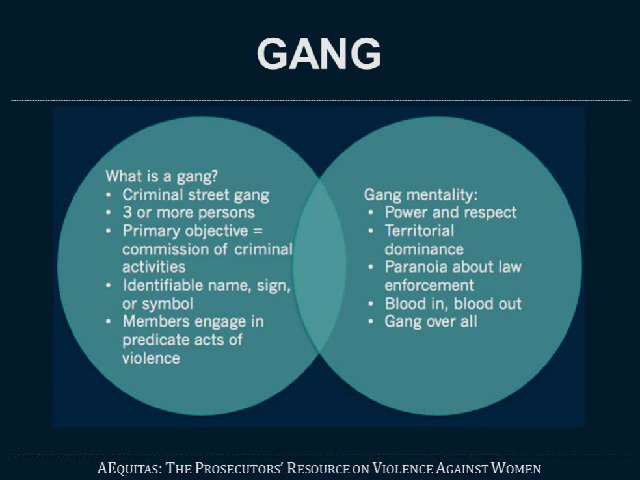 GANG
What is a gang?
• Criminal street gang
• 3 or more persons
• Primary objective =
commission of criminal
activities
• Identifiable name, sign,
or symbol
• Members engage in
predicate acts of
violence
Gang mentality:
• Power and respect
• Territorial
dominance
• Paranoia about law
enforcement
• Blood in, blood out
• Gang over all
AEQUITAS: THE PROSECUTORS' RESOURCE ON VIOLENCE AGAINST WOMEN